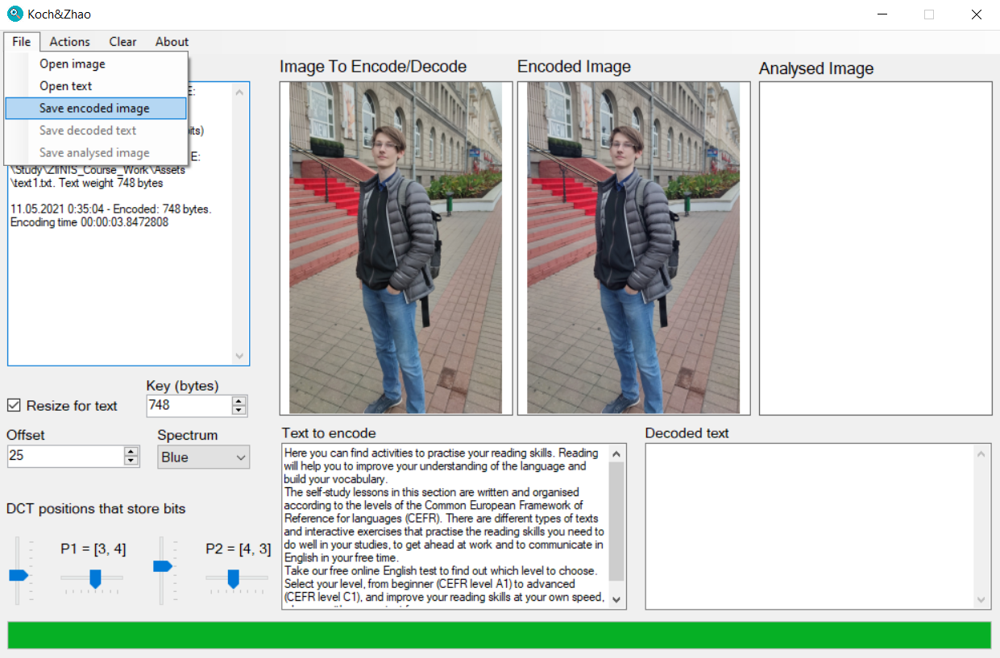 Koch&Zhao
File Actions Clear About
Open image
Open text
Save encoded image
Save decoded text
Save analysed image
E:
bits)
E:
\Study\ZIINIS_Course_Work\Assets
\text1.txt. Text weight 748 bytes
11.05.2021 0:35:04 - Encoded: 748 bytes.
Encoding time 00:00:03.8472808
Image To Encode/Decode
Encoded Image
Analysed Image
Resize for text
Key (bytes)
748
Offset
25
Spectrum
Blue
DCT positions that store bits
P1 = [3, 4]
P2 = [4, 3]
Text to encode
Here you can find activities to practise your reading skills. Reading
will help you to improve your understanding of the language and
build your vocabulary.
The self-study lessons in this section are written and organised
according to the levels of the Common European Framework of
Reference for languages (CEFR). There are different types of texts
and interactive exercises that practise the reading skills you need to
do well in your studies, to get ahead at work and to communicate in
English in your free time.
Take our free online English test to find out which level to choose.
Select your level, from beginner (CEFR level A1) to advanced
(CEFR level C1), and improve your reading skills at your own speed,
Decoded text